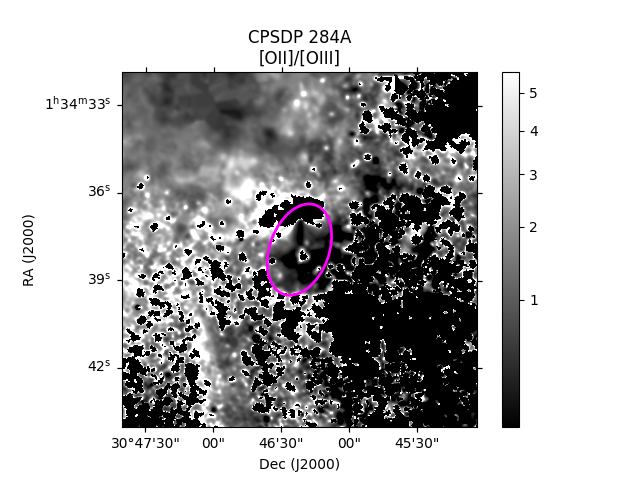 CPSDP 284A
[OII]/[OIII]
1ʰ34ᵐ33ˢ
36ˢ
39ˢ
42ˢ
RA (J2000)
30°47'30" 00" 46'30" 00" 45'30"
Dec (J2000)
5
4
3
2
1